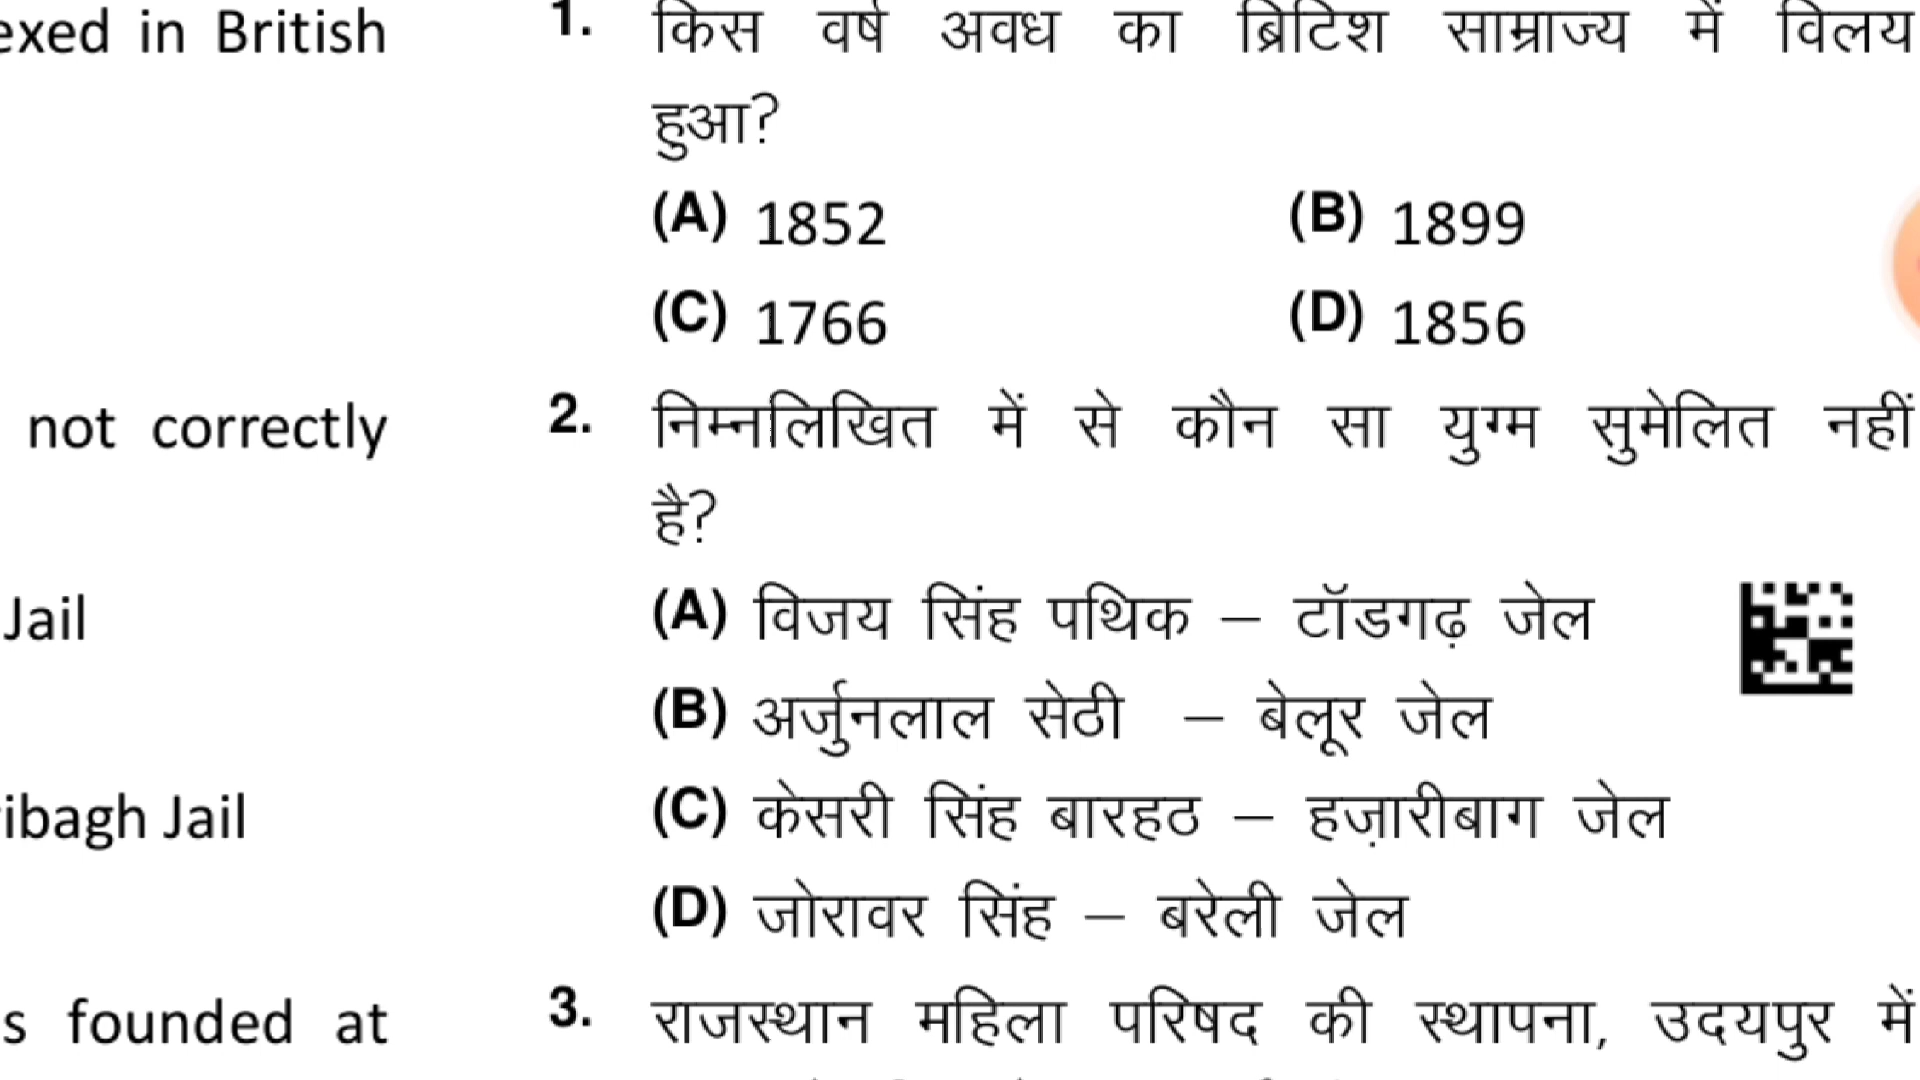 exed in British
1. किस वर्ष अवध का ब्रिटिश साम्राज्य में विलय
हुआ?
(A) 1852 (B) 1899
(C) 1766 (D) 1856
not correctly
2. निम्नलिखित में से कौन सा युग्म सुमेलित नहीं
है?
Jail
(A) विजय सिंह पथिक – टॉडगढ़ जेल
(B) अर्जुनलाल सेठी – बेलूर जेल
ibagh Jail
(C) केसरी सिंह बारहठ – हज़ारीबाग जेल
(D) जोरावर सिंह – बरेली जेल
s founded at
3. राजस्थान महिला परिषद की स्थापना, उदयपुर में